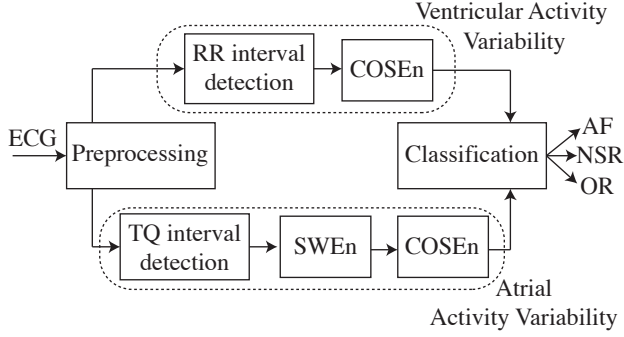 Ventricular Activity
Variability
RR interval
detection
COSEn
ECG
Preprocessing
Classification
AF
NSR
OR
TQ interval
detection
SWEn
COSEn
Atrial
Activity Variability